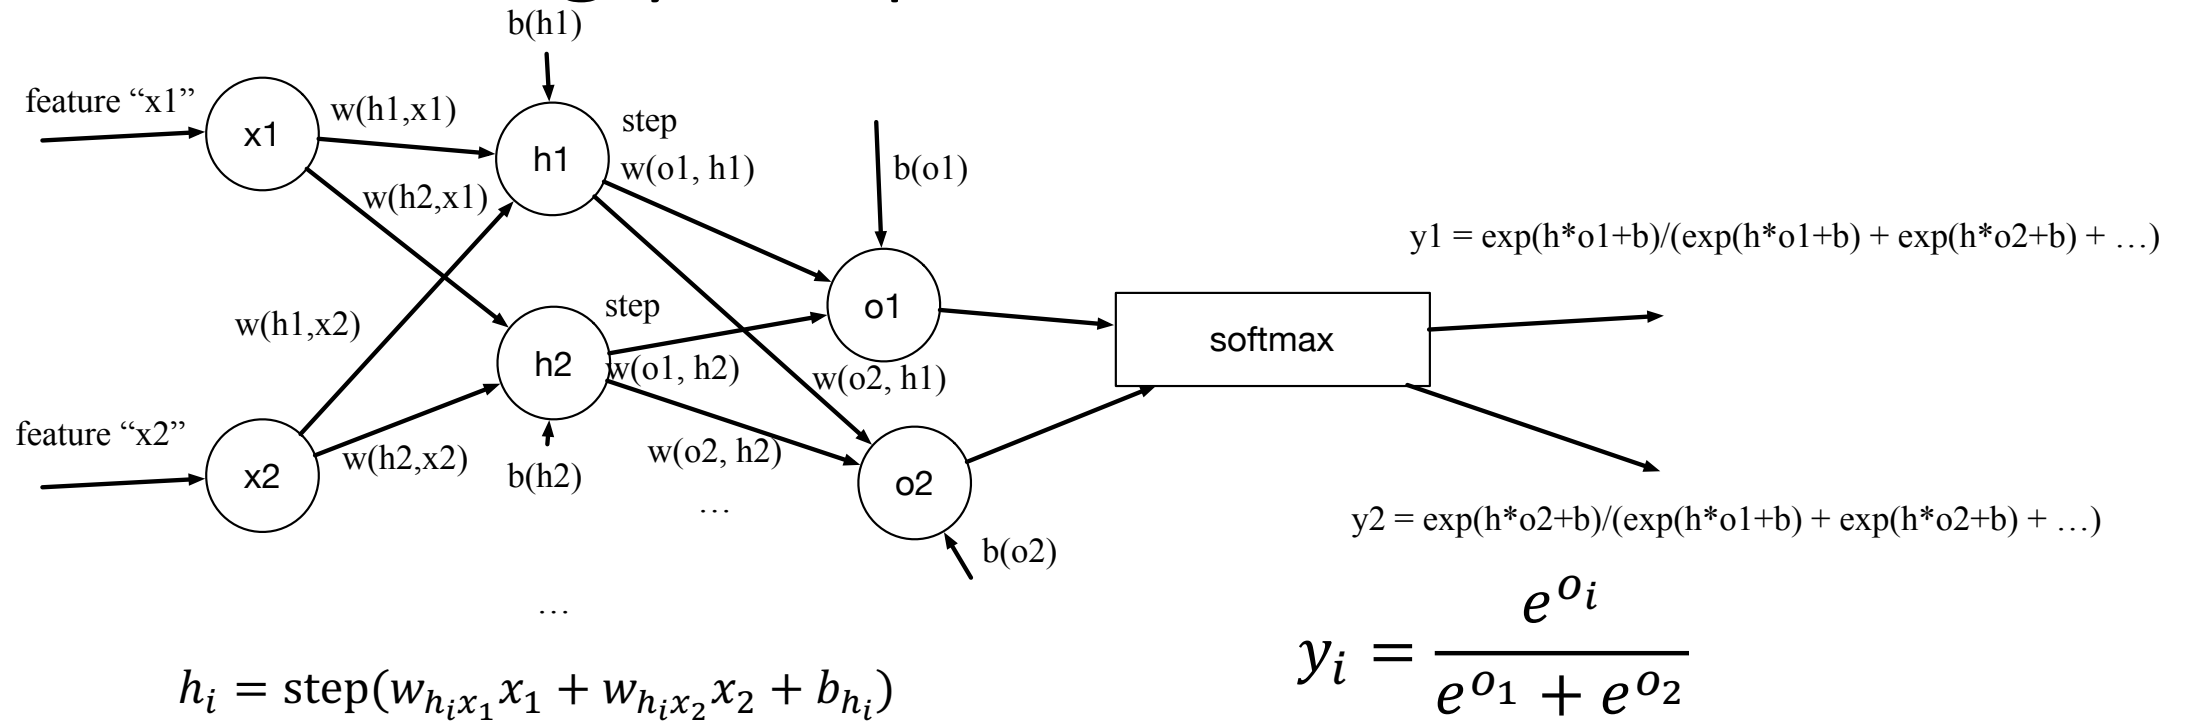 b(h1)
feature “x1”
w(h1,x1)
x1
h1
step
w(o1, h1)
b(o1)
w(h2,x1)
y1 = exp(h*o1+b)/(exp(h*o1+b) + exp(h*o2+b) + …)
w(h1,x2)
step
o1
softmax
h2
w(o1, h2)
w(o2, h1)
feature “x2”
w(h2,x2)
w(o2, h2)
x2
b(h2)
o2
…
y2 = exp(h*o2+b)/(exp(h*o1+b) + exp(h*o2+b) + …)
b(o2)
…
h_i = step(w_{h_i x_1} x_1 + w_{h_i x_2} x_2 + b_{h_i})
y_i = \frac{e^{o_i}}{e^{o_1} + e^{o_2}}